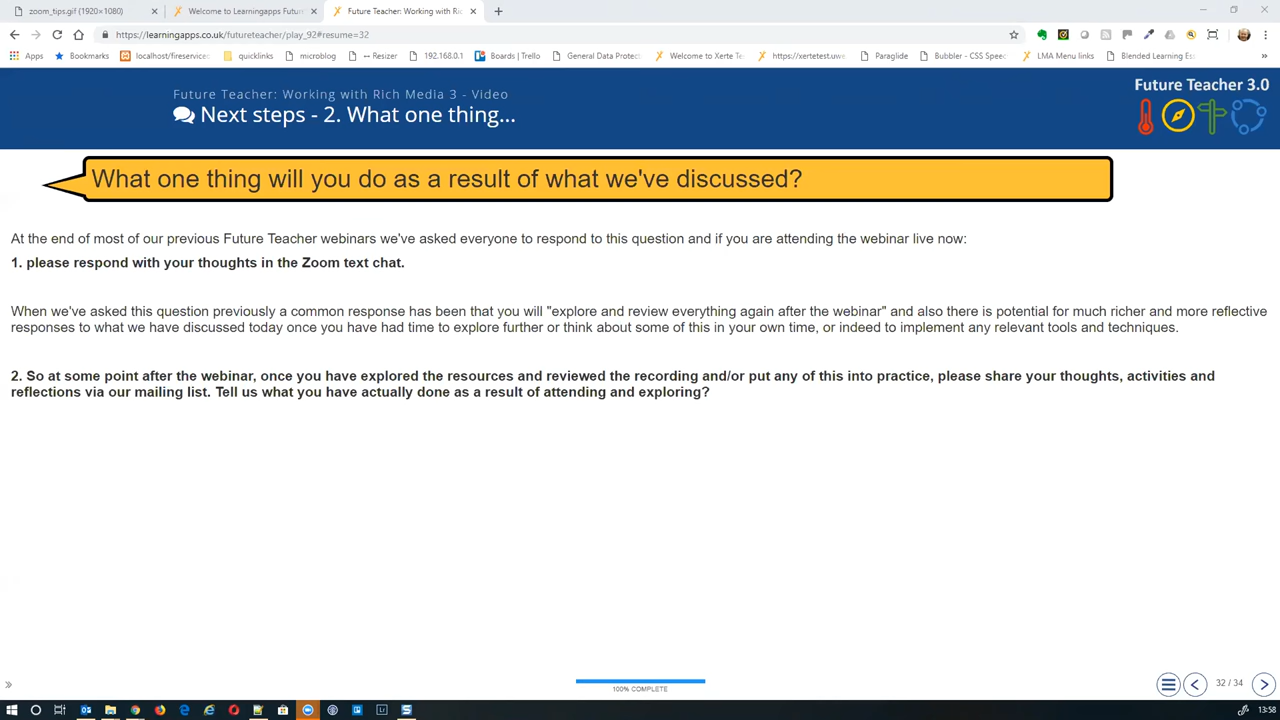 zoom_tips.gif (1920×1080)
Welcome to Learningapps Future
Future Teacher: Working with Ric
https://learningapps.co.uk/futureteacher/play_92#resume=32
Apps
Bookmarks
localhost/fireservice
quicklinks
microblog
↔ Resizer
192.168.0.1
Boards | Trello
General Data Protec
Welcome to Xerte Te
https://xertetest.uwe
Paraglide
Bubbler - CSS Speec
LMA Menu links
Blended Learning Ess
Future Teacher: Working with Rich Media 3 - Video
Next steps - 2. What one thing...
Future Teacher 3.0
What one thing will you do as a result of what we've discussed?
At the end of most of our previous Future Teacher webinars we've asked everyone to respond to this question and if you are attending the webinar live now:
1. please respond with your thoughts in the Zoom text chat.
When we've asked this question previously a common response has been that you will "explore and review everything again after the webinar" and also there is potential for much richer and more reflective
responses to what we have discussed today once you have had time to explore further or think about some of this in your own time, or indeed to implement any relevant tools and techniques.
2. So at some point after the webinar, once you have explored the resources and reviewed the recording and/or put any of this into practice, please share your thoughts, activities and
reflections via our mailing list. Tell us what you have actually done as a result of attending and exploring?
100% COMPLETE
32 / 34
13:58